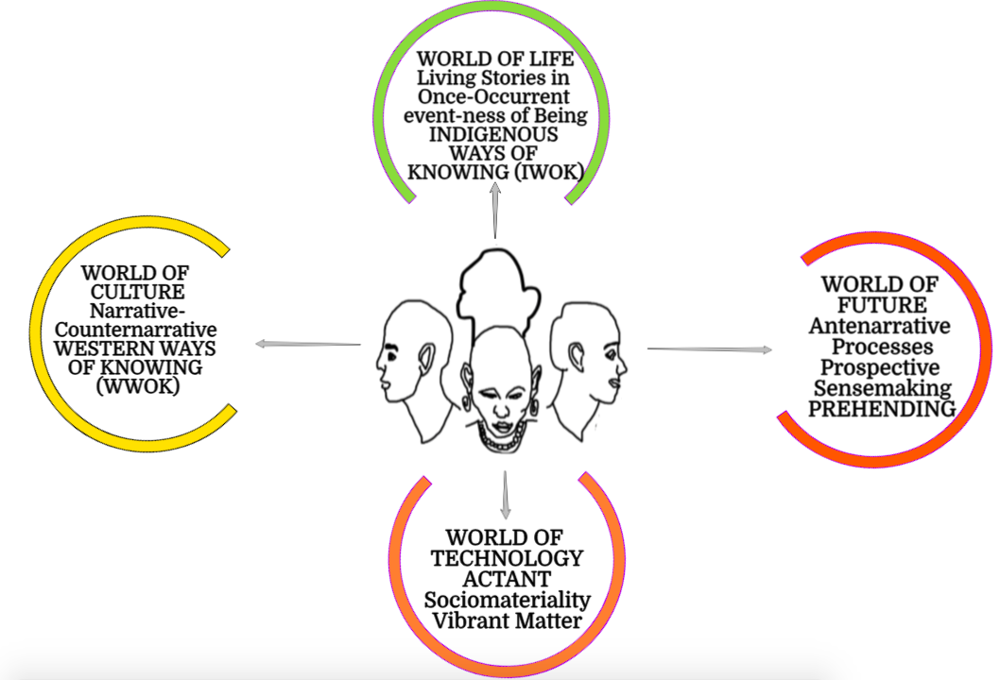 WORLD OF LIFE
Living Stories in
Once-Occurrent
event-ness of Being
INDIGENOUS
WAYS OF
KNOWING (IWOK)
WORLD OF
CULTURE
Narrative-
Counternarrative
WESTERN WAYS
OF KNOWING
(WWOK)
WORLD OF
FUTURE
Antenarrative
Processes
Prospective
Sensemaking
PREHENDING
WORLD OF
TECHNOLOGY
ACTANT
Sociomateriality
Vibrant Matter